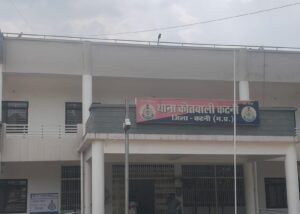 थाना कोतवाली कटनी
जिला - कटनी (म.प्र.)